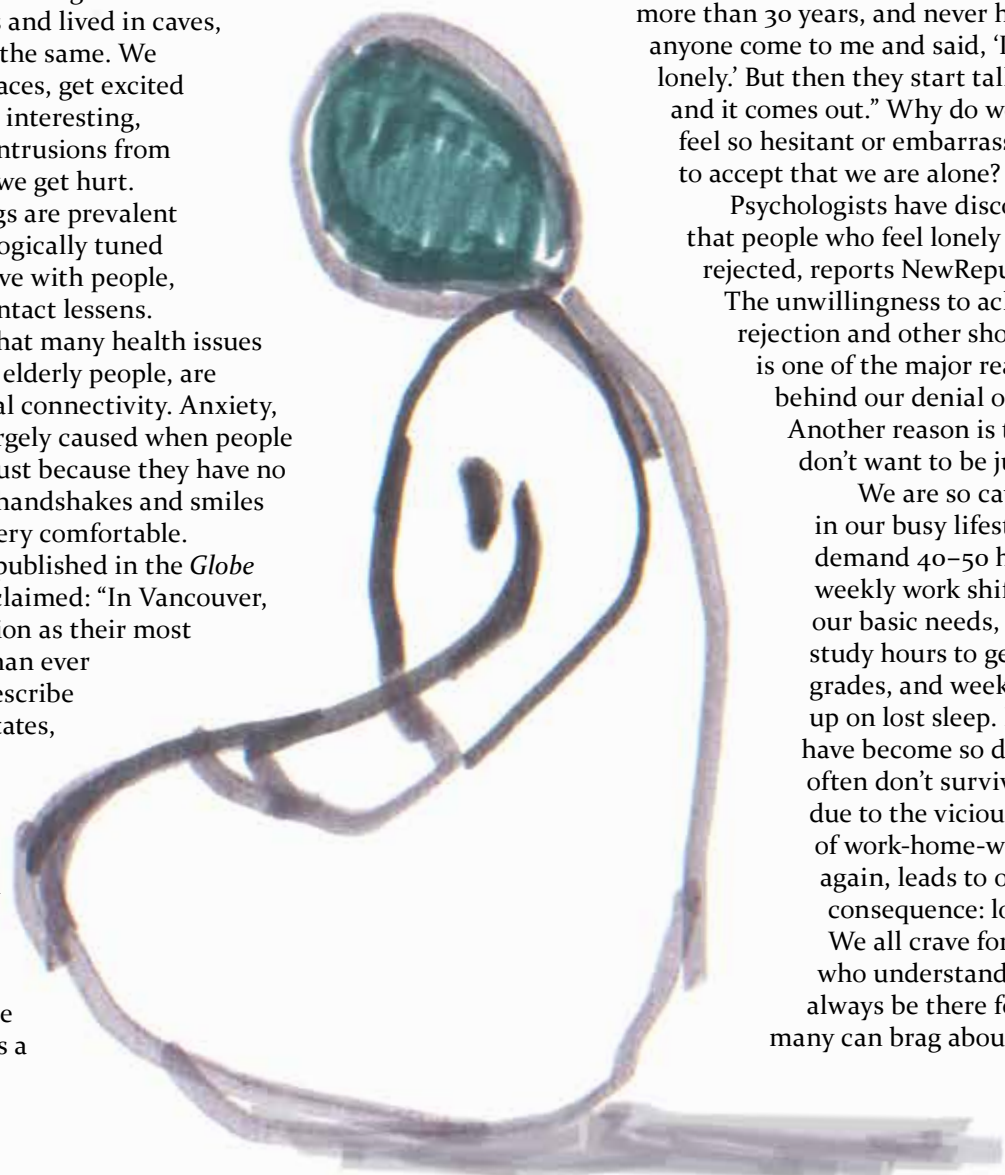 s and lived in caves,
the same. We
aces, get excited
interesting,
ntrusions from
we get hurt.
gs are prevalent
ogically tuned
ve with people,
ntact lessens.
hat many health issues
elderly people, are
al connectivity. Anxiety,
rgely caused when people
ust because they have no
handshakes and smiles
ery comfortable.
published in the Globe
claimed: “In Vancouver,
ion as their most
han ever
escribe
tates,
e
s a
more than 30 years, and never h
anyone come to me and said, ‘I
lonely.’ But then they start tal
and it comes out.” Why do w
feel so hesitant or embarrass
to accept that we are alone?
Psychologists have disco
that people who feel lonely
rejected, reports NewRepu
The unwillingness to ac
rejection and other sho
is one of the major rea
behind our denial o
Another reason is t
don’t want to be ju
We are so ca
in our busy lifest
demand 40–50 h
weekly work shif
our basic needs,
study hours to ge
grades, and week
up on lost sleep.
have become so d
often don’t surviv
due to the viciou
of work-home-w
again, leads to o
consequence: lo
We all crave for
who understand
always be there fo
many can brag abou